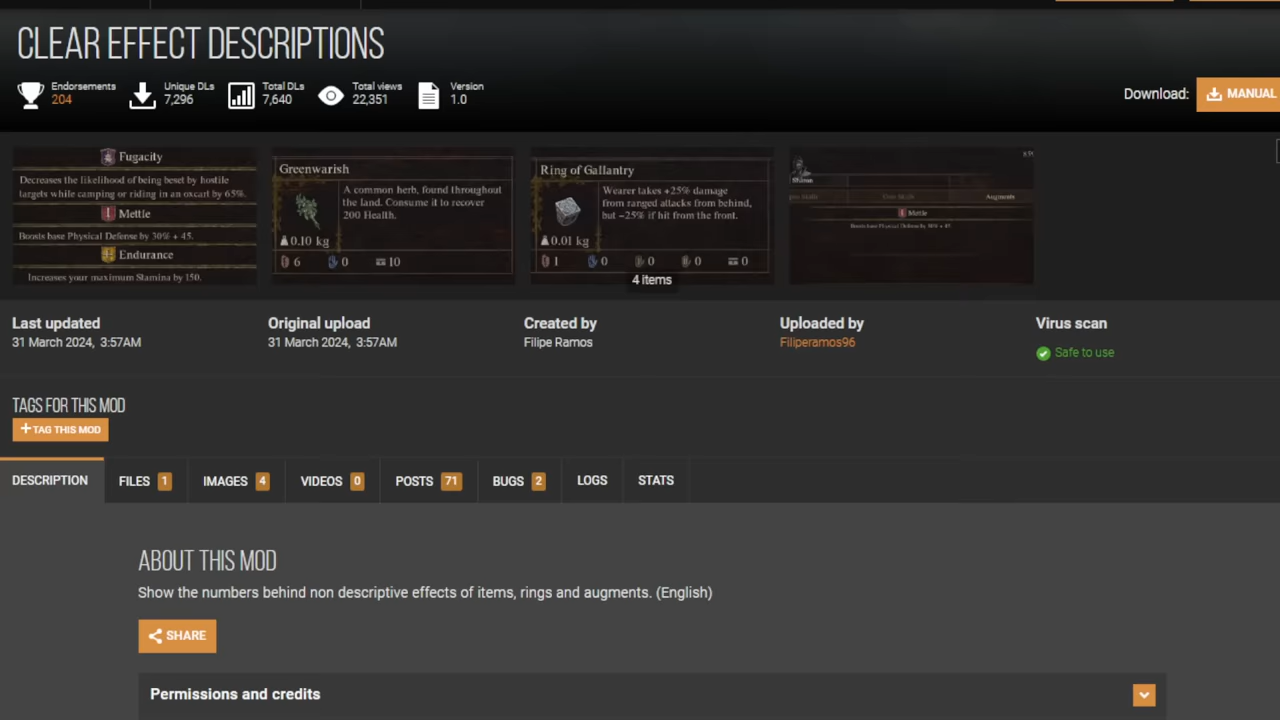 CLEAR EFFECT DESCRIPTIONS
Endorsements
204
Unique DLs
7,296
Total DLs
7,640
Total views
22,351
Version
1.0
Download:
MANUAL
Fugacity
Decreases the likelihood of being beset by hostile
targets while camping or riding in an oxcart by 65%.
Mettle
Boosts base Physical Defense by 30% + 45.
Endurance
Increases your maximum Stamina by 150.
Greenwarish
A common herb, found throughout
the land. Consume it to recover
200 Health.
0.10 kg
6 0 10
Ring of Gallantry
Wearer takes +25% damage
from ranged attacks from behind,
but -25% if hit from the front.
0.01 kg
1 0 0 0 0
4 items
Augments
Mettle
Boosts base Physical Defense by 30% + 45.
Last updated
31 March 2024, 3:57AM
Original upload
31 March 2024, 3:57AM
Created by
Filipe Ramos
Uploaded by
Filiperamos96
Virus scan
Safe to use
TAGS FOR THIS MOD
+ TAG THIS MOD
DESCRIPTION
FILES 1
IMAGES 4
VIDEOS 0
POSTS 71
BUGS 2
LOGS
STATS
ABOUT THIS MOD
Show the numbers behind non descriptive effects of items, rings and augments. (English)
SHARE
Permissions and credits